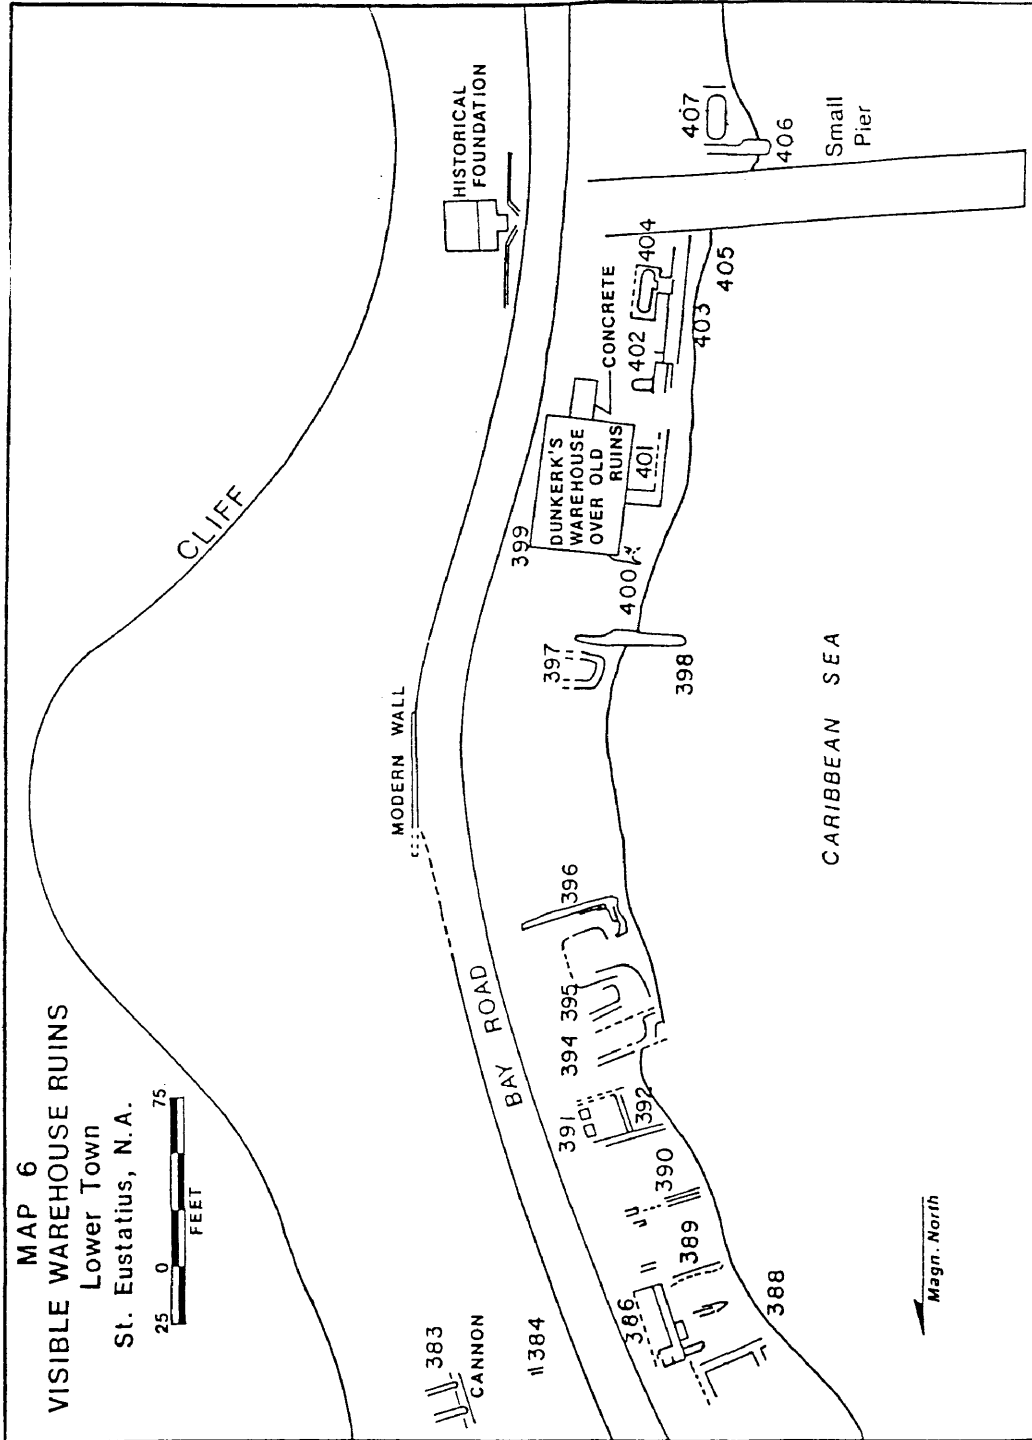 MAP 6
VISIBLE WAREHOUSE RUINS
Lower Town
St. Eustatius, N.A.
25 0 75
FEET
CLIFF
HISTORICAL
FOUNDATION
MODERN WALL
BAY ROAD
383
CANNON
384
386
388
389
390
391
392
394
395
396
397
398
399
DUNKERK'S
WAREHOUSE
OVER OLD
RUINS
CONCRETE
400
401
402
403
404
405
406
407
Small
Pier
CARIBBEAN SEA
Magn. North